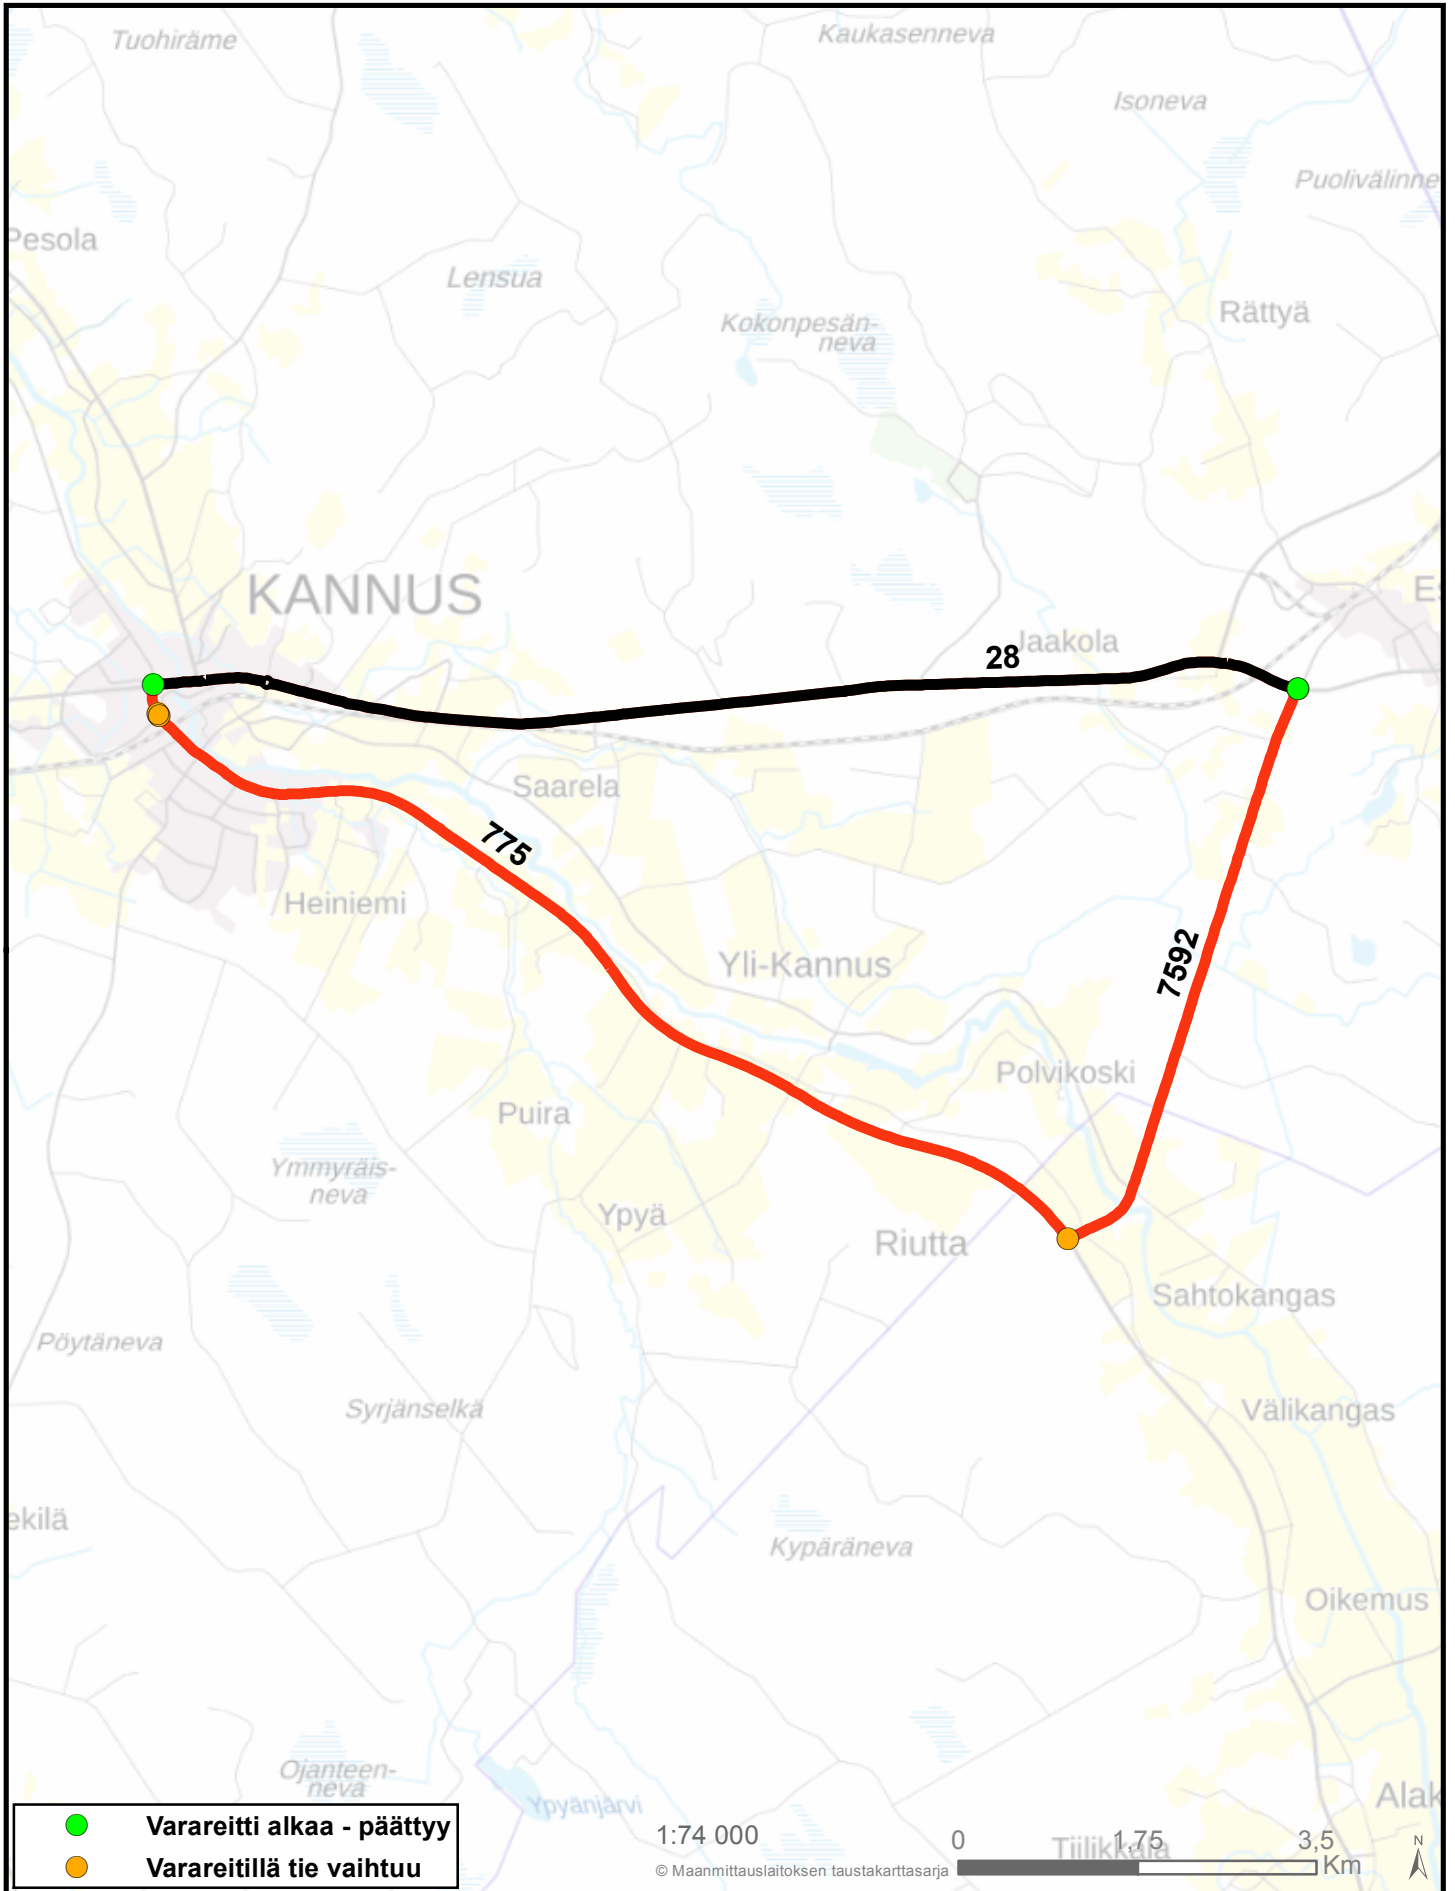 Tuohiräme
Kaukasenneva
Isoneva
Puolivälinne
Pesola
Lensua
Rättyä
Kokonpesän-
neva
KANNUS
Es
Jaakola
28
Saarela
775
Heiniemi
Yli-Kannus
7592
Polvikoski
Puira
Ymmyräis-
neva
Ypyä
Riutta
Sahtokangas
Pöytäneva
Syrjänselkä
Välikangas
ekilä
Kypäräneva
Oikemus
Ojanteen-
neva
Ypyänjärvi
Alak
Tiilikkala
Varareitti alkaa - päättyy
Varareitillä tie vaihtuu
1:74 000
© Maanmittauslaitoksen taustakarttasarja
0 1,75 3,5
Km
N